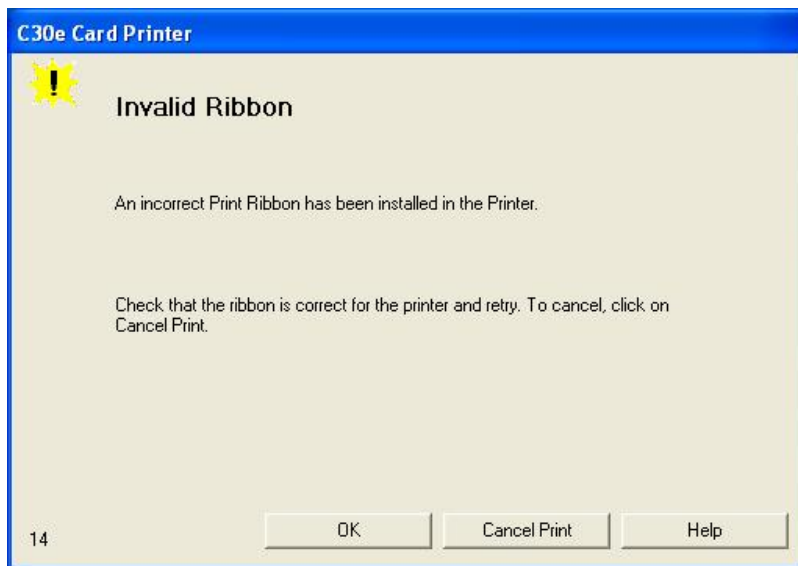 C30e Card Printer
!
Invalid Ribbon
An incorrect Print Ribbon has been installed in the Printer.
Check that the ribbon is correct for the printer and retry. To cancel, click on
Cancel Print.
14
OK
Cancel Print
Help